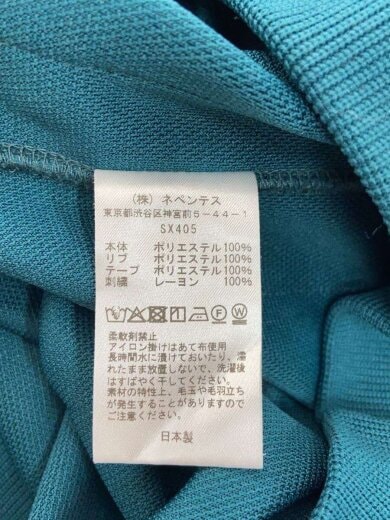 (株) ネペンテス
東京都渋谷区神宮前5-44-1
SX405
本体 ポリエステル100%
リブ ポリエステル100%
テープ ポリエステル100%
刺繍 レーヨン 100%
P W
柔軟剤禁止
アイロン掛けはあて布使用
長時間水に漬けておいたり、濡
れたまま放置しないで、洗濯後
はすばやく干してください。
素材の特性上、毛玉や毛羽立ち
が発生することがありますので
ご注意ください。
日本製